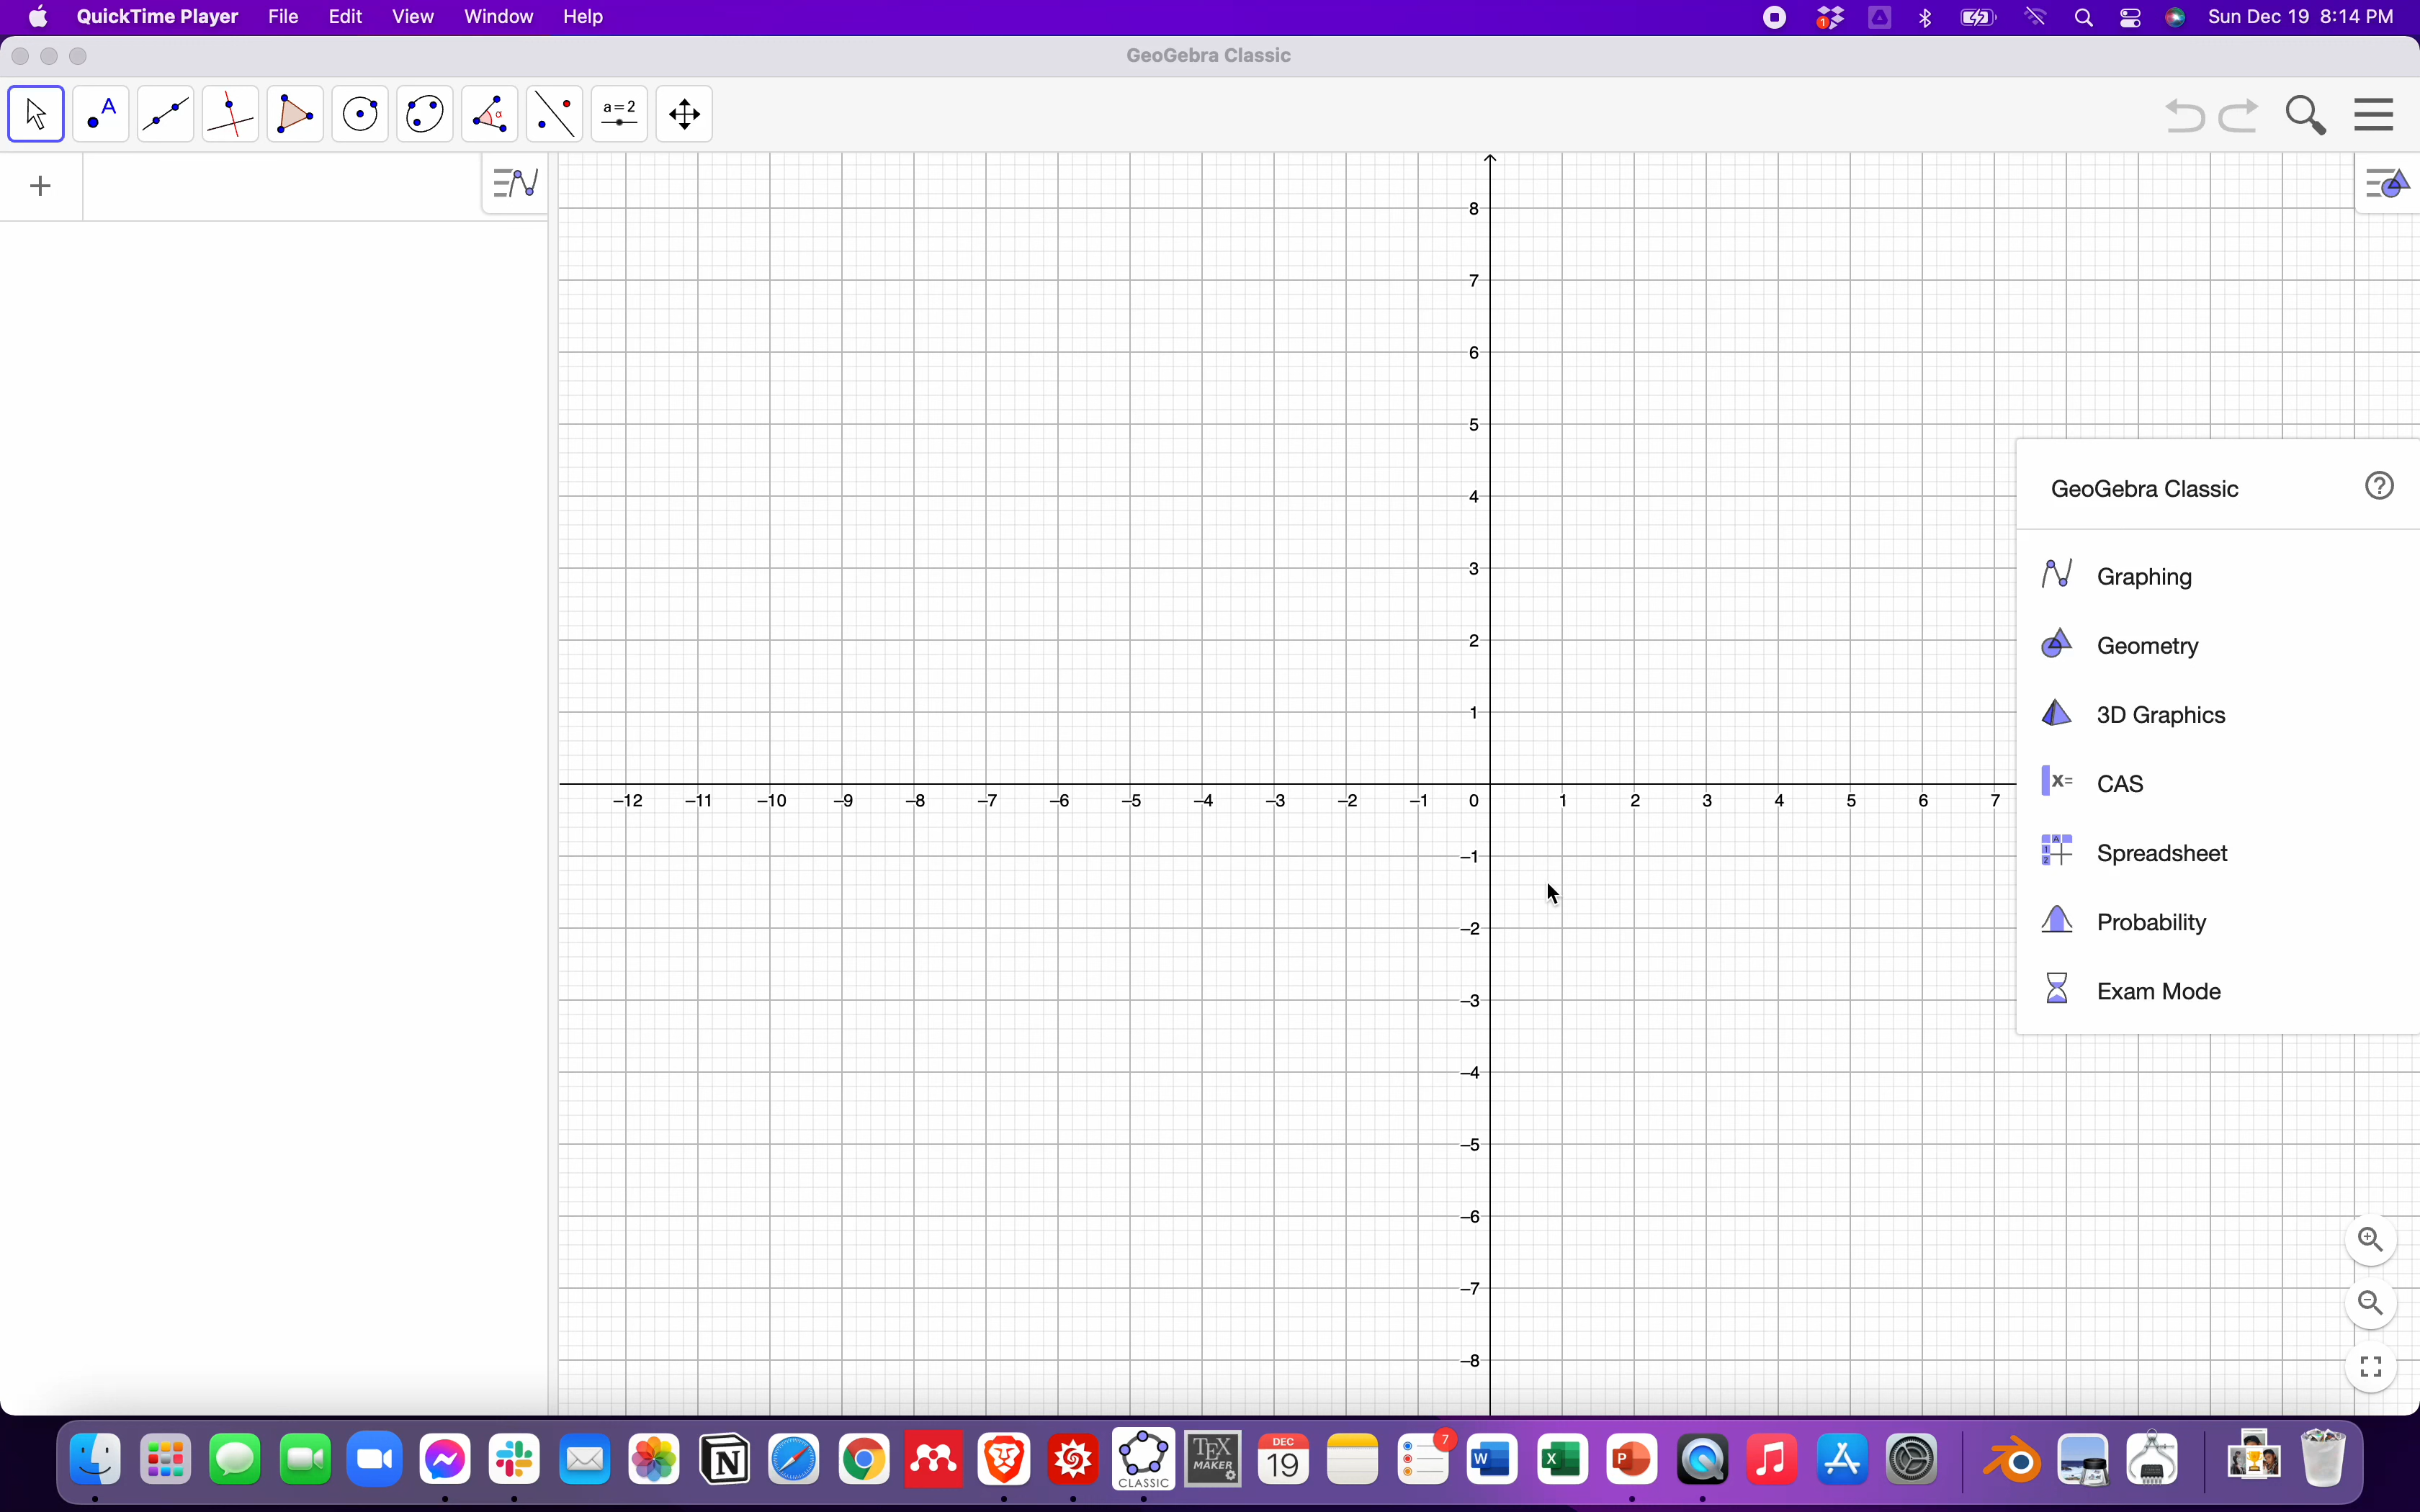 QuickTime Player File Edit View Window Help 1 Sun Dec 19 8:14 PM
GeoGebra Classic
A α a=2
+
8
7
6
5
4
3
2
1
−12 −11 −10 −9 −8 −7 −6 −5 −4 −3 −2 −1 0 1 2 3 4 5 6 7
−1
−2
−3
−4
−5
−6
−7
−8
GeoGebra Classic ?
Graphing
Geometry
3D Graphics
x= CAS
A 1 2 Spreadsheet
Probability
Exam Mode
N CLASSIC TEX MAKER DEC 19 7 W X P